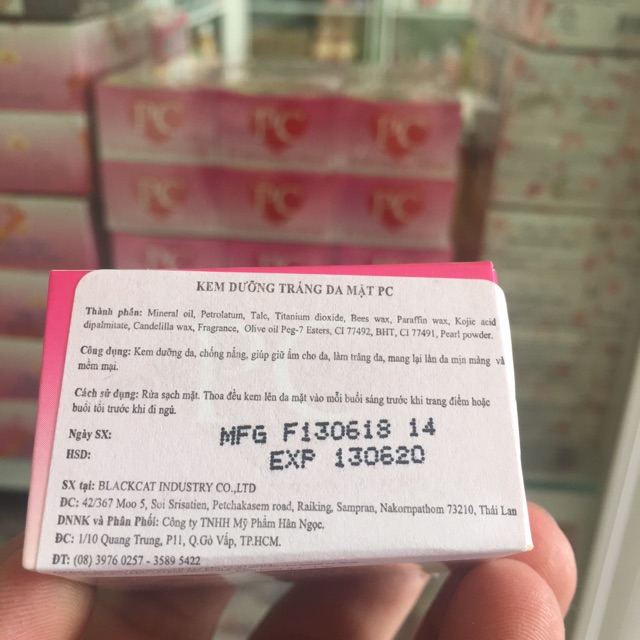 PC PC PC
PC PC PC
KEM DƯỠNG TRẮNG DA MẶT PC
Thành phần: Mineral oil, Petrolatum, Talc, Titanium dioxide, Bees wax, Paraffin wax, Kojic acid
dipalmitate, Candelilla wax, Fragrance, Olive oil Peg-7 Esters, CI 77492, BHT, CI 77491, Pearl powder.
Công dụng: Kem dưỡng da, chống nắng, giúp giữ ẩm cho da, làm trắng da, mang lại làn da mịn màng và
mềm mại.
Cách sử dụng: Rửa sạch mặt. Thoa đều kem lên da mặt vào mỗi buổi sáng trước khi trang điểm hoặc
buổi tối trước khi đi ngủ.
Ngày SX: MFG F130618 14
HSD: EXP 130620
SX tại: BLACKCAT INDUSTRY CO.,LTD
ĐC: 42/367 Moo 5, Soi Srisatien, Petchakasem road, Raiking, Sampran, Nakornpathom 73210, Thái Lan
DNNK và Phân Phối: Công ty TNHH Mỹ Phẩm Hân Ngọc.
ĐC: 1/10 Quang Trung, P11, Q.Gò Vấp, TP.HCM.
ĐT: (08) 3976 0257 - 3589 5422